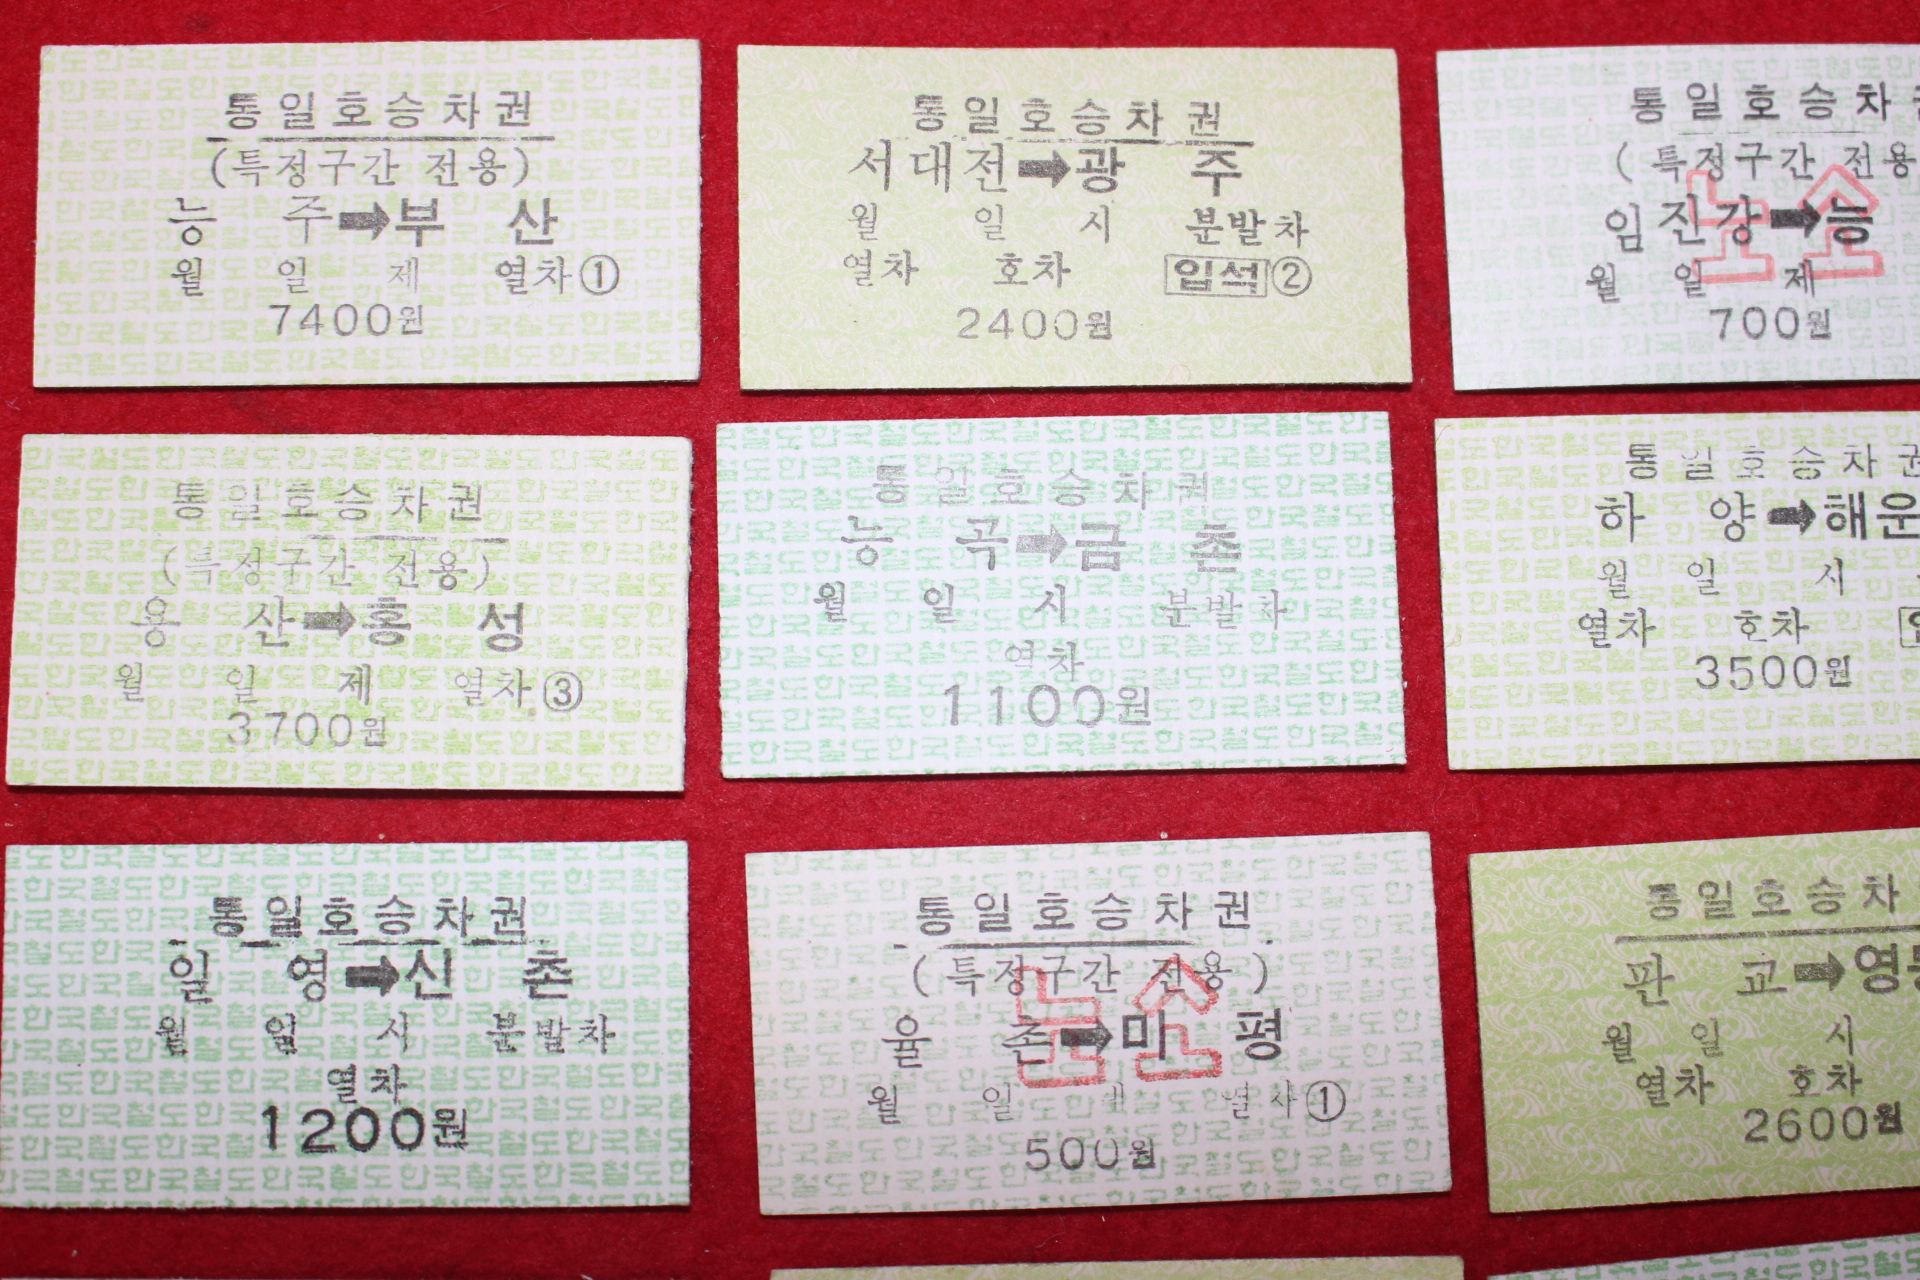 통일호승차권
(특정구간 전용)
능 주➡부 산
월 일 제 열차①
7400원
통일호승차권
서대전➡광 주
월 일 시 분발차
열차 호차 입석②
2400원
통일호승차
(특정구간 전용
임진강➡능
노소
월 일 제
700원
통일호승차권
(특정구간 전용)
용 산➡홍 성
월 일 제 열차③
3700원
통일호승차권
능 곡➡금 촌
월 일 시 분발차
열차
1100원
통일호승차
하 양➡해운
월 일 시
열차 호차
3500원
통일호승차권
일 영➡신 촌
월 일 시 분발차
열차
1200원
통일호승차권
(특정구간 전용)
율 촌➡미 평
노소
월 일 제 열차①
500원
통일호승차
판 교➡영등
월 일 시
열차 호차
2600원